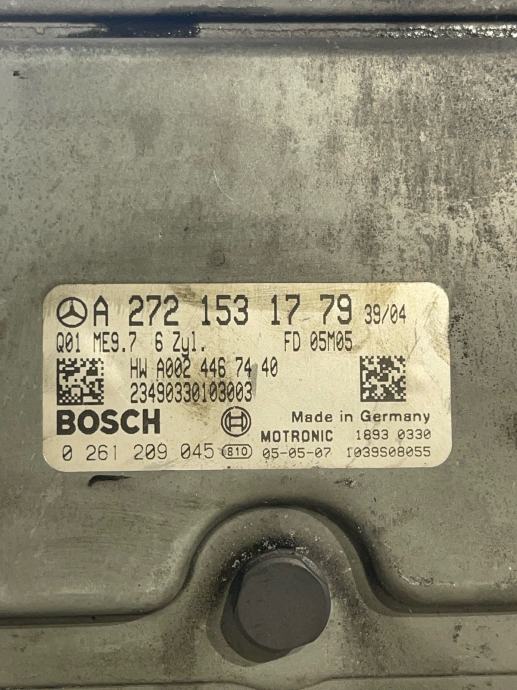 A 272 153 17 79 39/04
Q01 ME9.7 6 Zyl. FD 05M05
HW A002 446 74 40
23490330103003
BOSCH Made in Germany
MOTRONIC 1893 0330
0 261 209 045 810 05-05-07 1039S08055